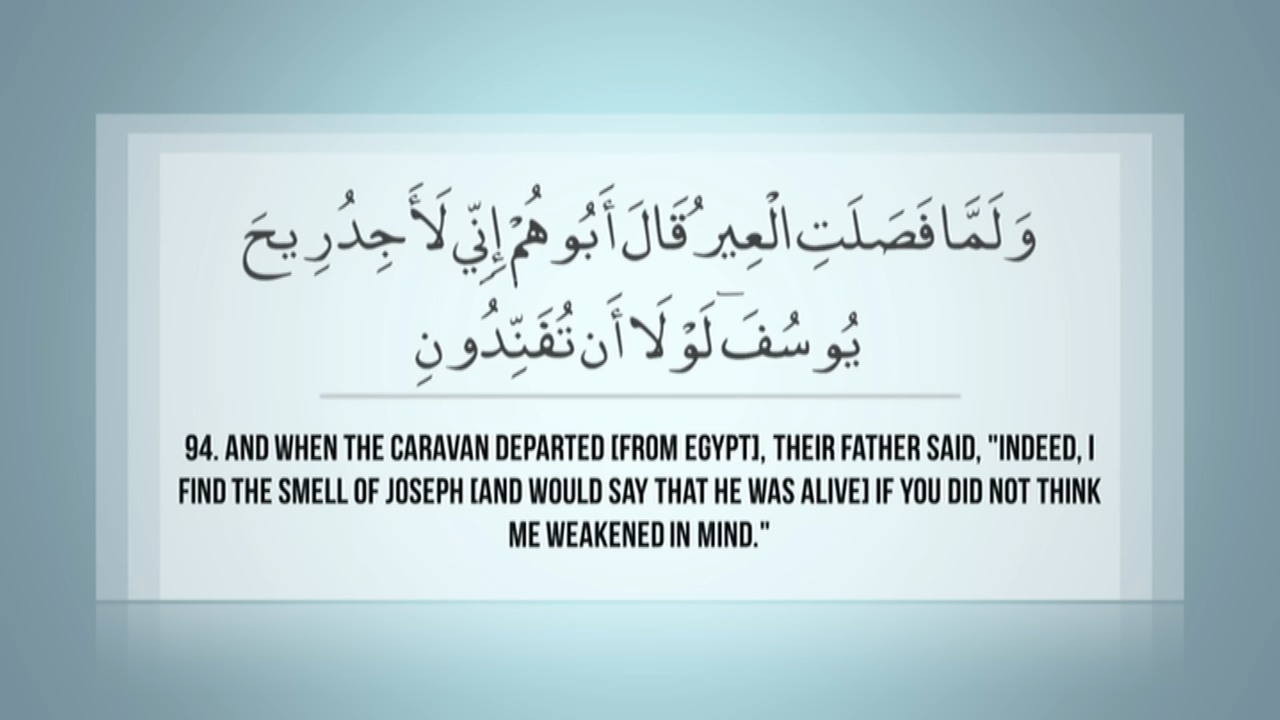 وَلَمَّا فَصَلَتِ الْعِيرُ قَالَ أَبُوهُمْ إِنِّي لَأَجِدُ رِيحَ
يُوسُفَ ۖ لَوْلَا أَن تُفَنِّدُونِ
94. AND WHEN THE CARAVAN DEPARTED [FROM EGYPT], THEIR FATHER SAID, "INDEED, I
FIND THE SMELL OF JOSEPH [AND WOULD SAY THAT HE WAS ALIVE] IF YOU DID NOT THINK
ME WEAKENED IN MIND."